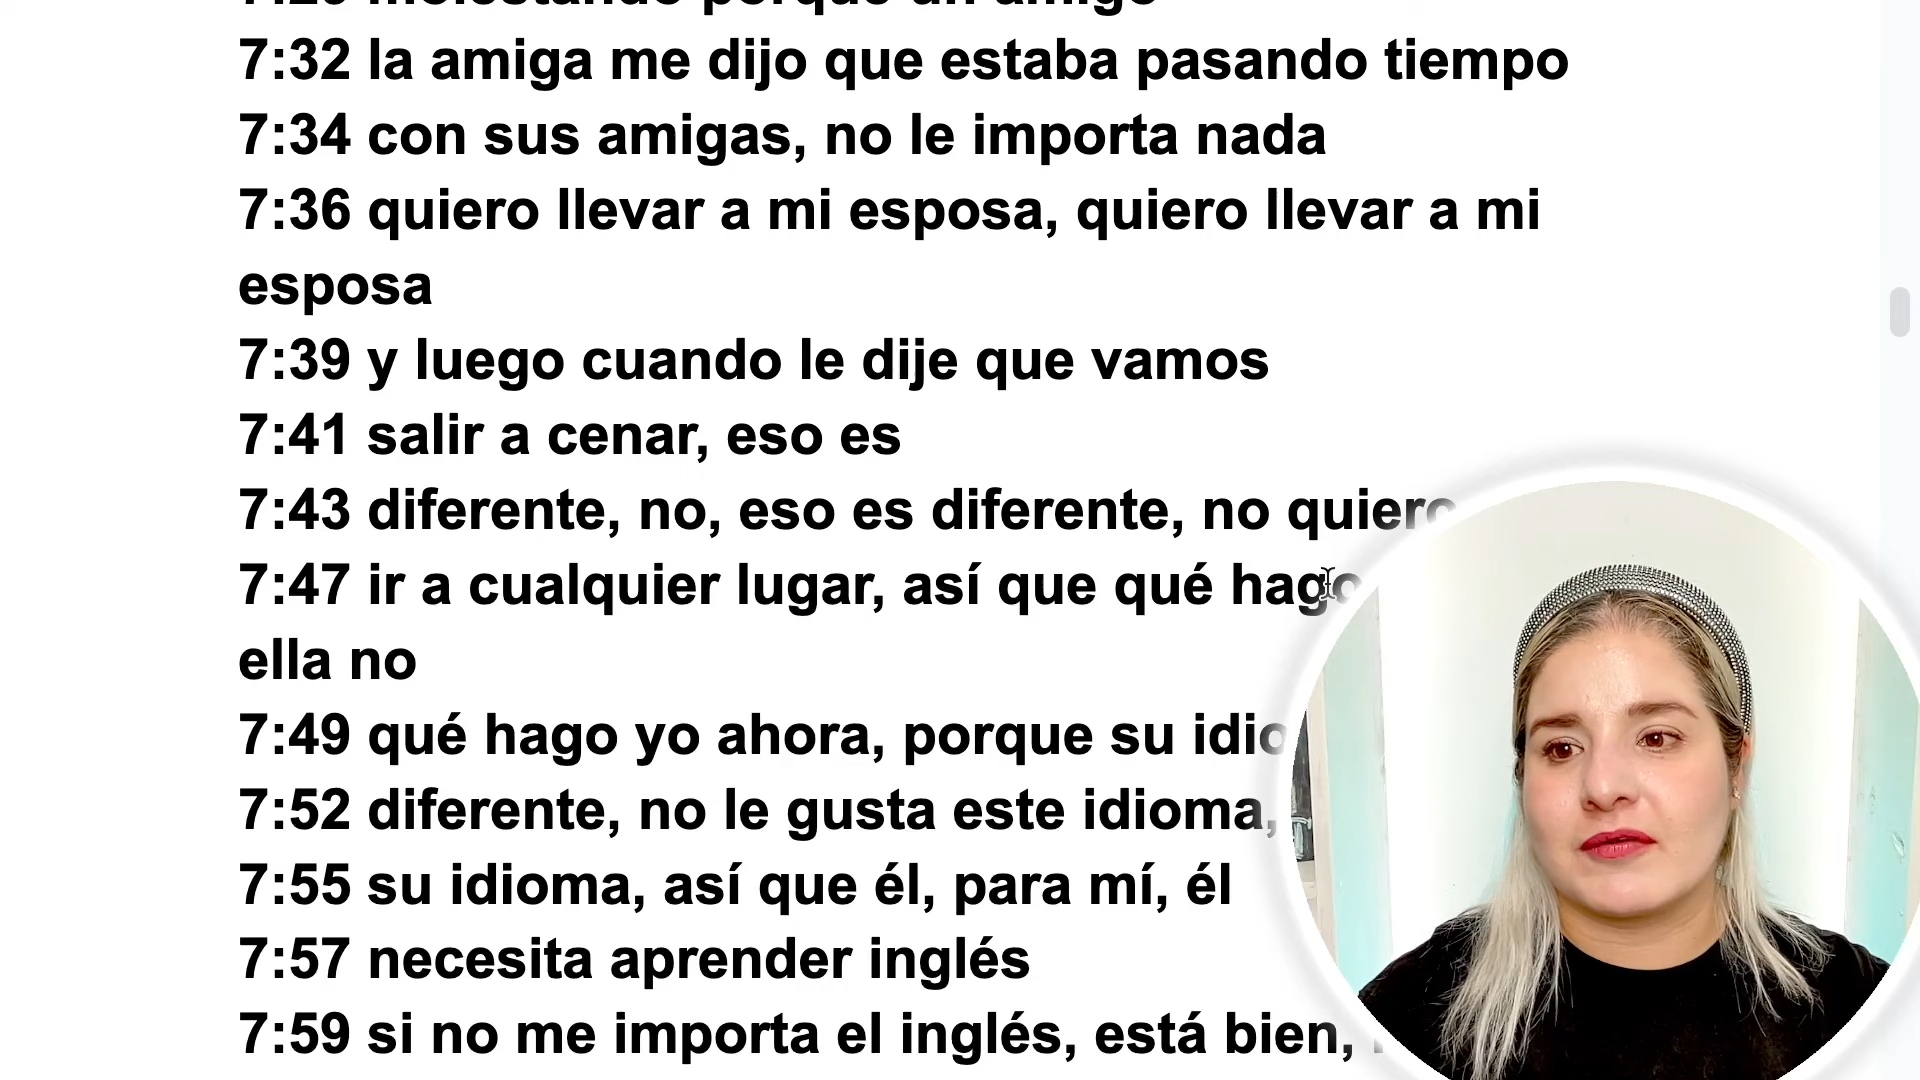 molestando porque un amigo
7:32 la amiga me dijo que estaba pasando tiempo
7:34 con sus amigas, no le importa nada
7:36 quiero llevar a mi esposa, quiero llevar a mi
esposa
7:39 y luego cuando le dije que vamos
7:41 salir a cenar, eso es
7:43 diferente, no, eso es diferente, no quiero
7:47 ir a cualquier lugar, así que qué hago
ella no
7:49 qué hago yo ahora, porque su
7:52 diferente, no le gusta este idioma,
7:55 su idioma, así que él, para mí, él
7:57 necesita aprender inglés
7:59 si no me importa el inglés, está bien,